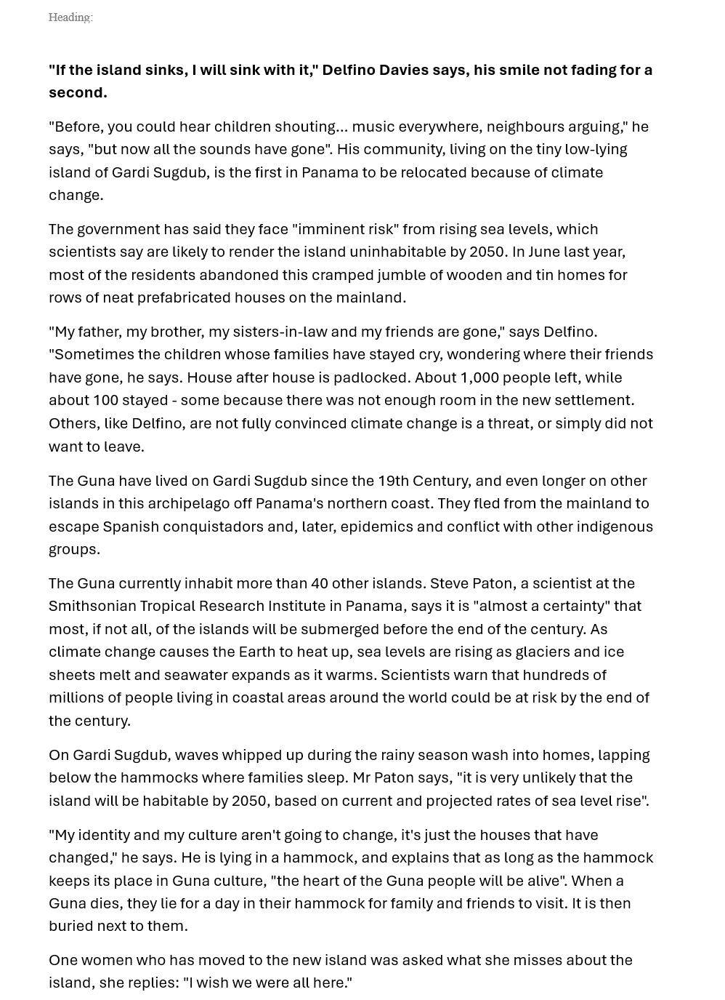 Heading:
"If the island sinks, I will sink with it," Delfino Davies says, his smile not fading for a
second.
"Before, you could hear children shouting... music everywhere, neighbours arguing," he
says, "but now all the sounds have gone". His community, living on the tiny low-lying
island of Gardi Sugdub, is the first in Panama to be relocated because of climate
change.
The government has said they face "imminent risk" from rising sea levels, which
scientists say are likely to render the island uninhabitable by 2050. In June last year,
most of the residents abandoned this cramped jumble of wooden and tin homes for
rows of neat prefabricated houses on the mainland.
"My father, my brother, my sisters-in-law and my friends are gone," says Delfino.
"Sometimes the children whose families have stayed cry, wondering where their friends
have gone, he says. House after house is padlocked. About 1,000 people left, while
about 100 stayed - some because there was not enough room in the new settlement.
Others, like Delfino, are not fully convinced climate change is a threat, or simply did not
want to leave.
The Guna have lived on Gardi Sugdub since the 19th Century, and even longer on other
islands in this archipelago off Panama's northern coast. They fled from the mainland to
escape Spanish conquistadors and, later, epidemics and conflict with other indigenous
groups.
The Guna currently inhabit more than 40 other islands. Steve Paton, a scientist at the
Smithsonian Tropical Research Institute in Panama, says it is "almost a certainty" that
most, if not all, of the islands will be submerged before the end of the century. As
climate change causes the Earth to heat up, sea levels are rising as glaciers and ice
sheets melt and seawater expands as it warms. Scientists warn that hundreds of
millions of people living in coastal areas around the world could be at risk by the end of
the century.
On Gardi Sugdub, waves whipped up during the rainy season wash into homes, lapping
below the hammocks where families sleep. Mr Paton says, "it is very unlikely that the
island will be habitable by 2050, based on current and projected rates of sea level rise".
"My identity and my culture aren't going to change, it's just the houses that have
changed," he says. He is lying in a hammock, and explains that as long as the hammock
keeps its place in Guna culture, "the heart of the Guna people will be alive". When a
Guna dies, they lie for a day in their hammock for family and friends to visit. It is then
buried next to them.
One women who has moved to the new island was asked what she misses about the
island, she replies: "I wish we were all here."